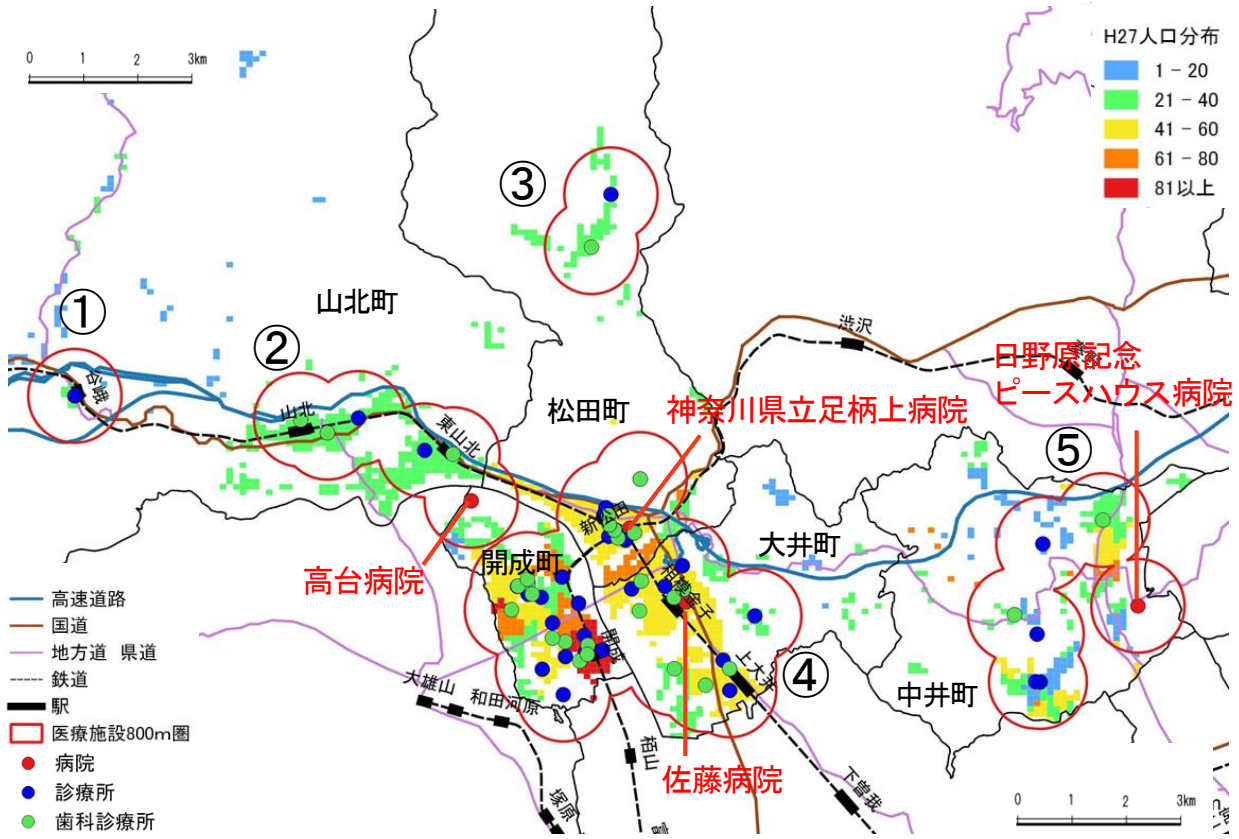 0 1 2 3km
H27人口分布
1 - 20
21 - 40
41 - 60
61 - 80
81以上
③
山北町
①
②
谷峨
山北
東山北
松田町
渋沢
日野原記念
ピースハウス病院
神奈川県立足柄上病院
⑤
新松田
大井町
開成町
高台病院
相模金子
開成
上大井
④
中井町
大雄山
和田河原
栢山
佐藤病院
下曽我
塚原
富
高速道路
国道
地方道 県道
鉄道
駅
医療施設800m圏
病院
診療所
歯科診療所
0 1 2 3km